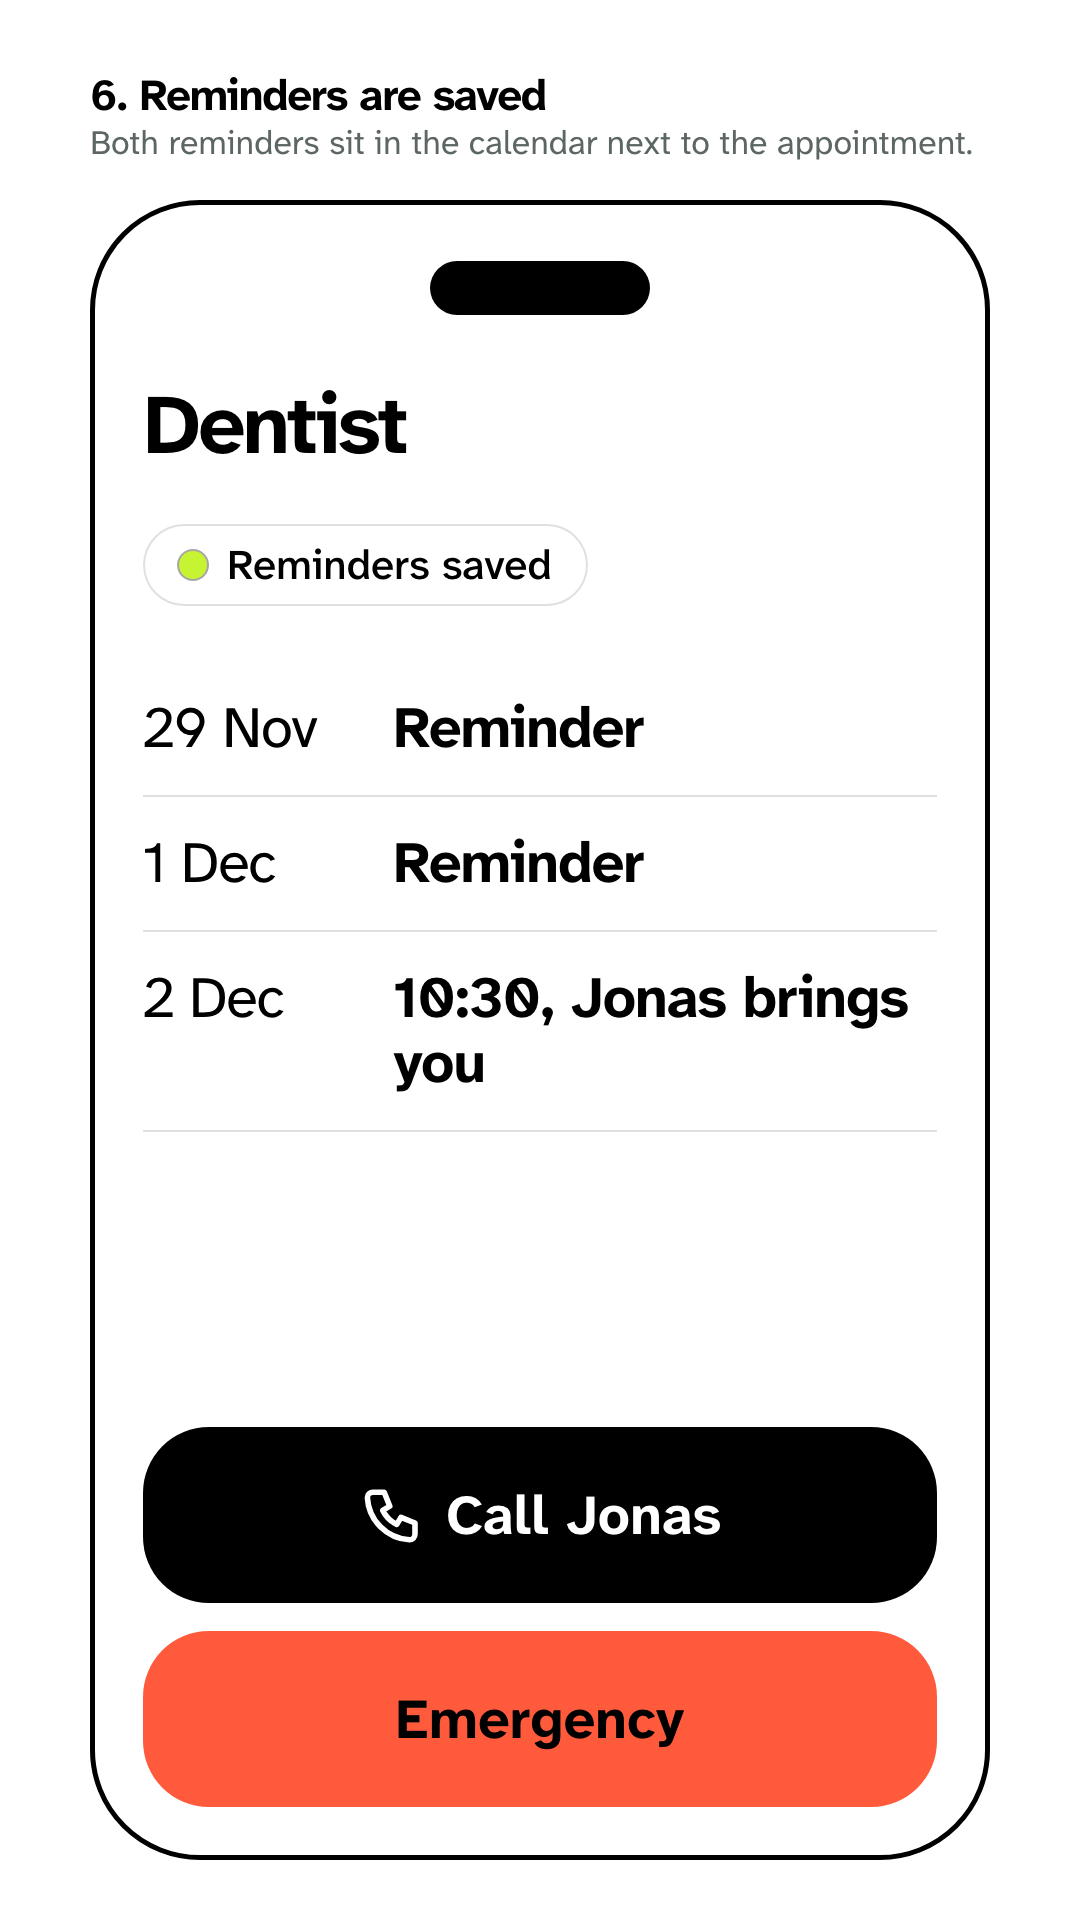 6. Reminders are saved
Both reminders sit in the calendar next to the appointment.
Dentist
Reminders saved
29 Nov Reminder
1 Dec Reminder
2 Dec 10:30, Jonas brings
you
Call Jonas
Emergency